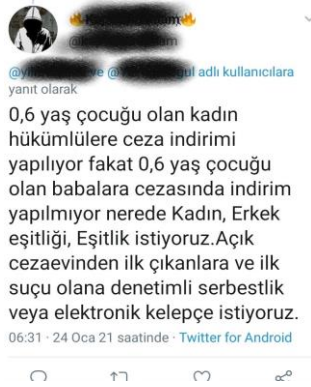 adlı kullanıcılara
yanıt olarak
0,6 yaş çocuğu olan kadın
hükümlülere ceza indirimi
yapılıyor fakat 0,6 yaş çocuğu
olan babalara cezasında indirim
yapılmıyor nerede Kadın, Erkek
eşitliği, Eşitlik istiyoruz.Açık
cezaevinden ilk çıkanlara ve ilk
suçu olana denetimli serbestlik
veya elektronik kelepçe istiyoruz.
06:31 · 24 Oca 21 saatinde · Twitter for Android